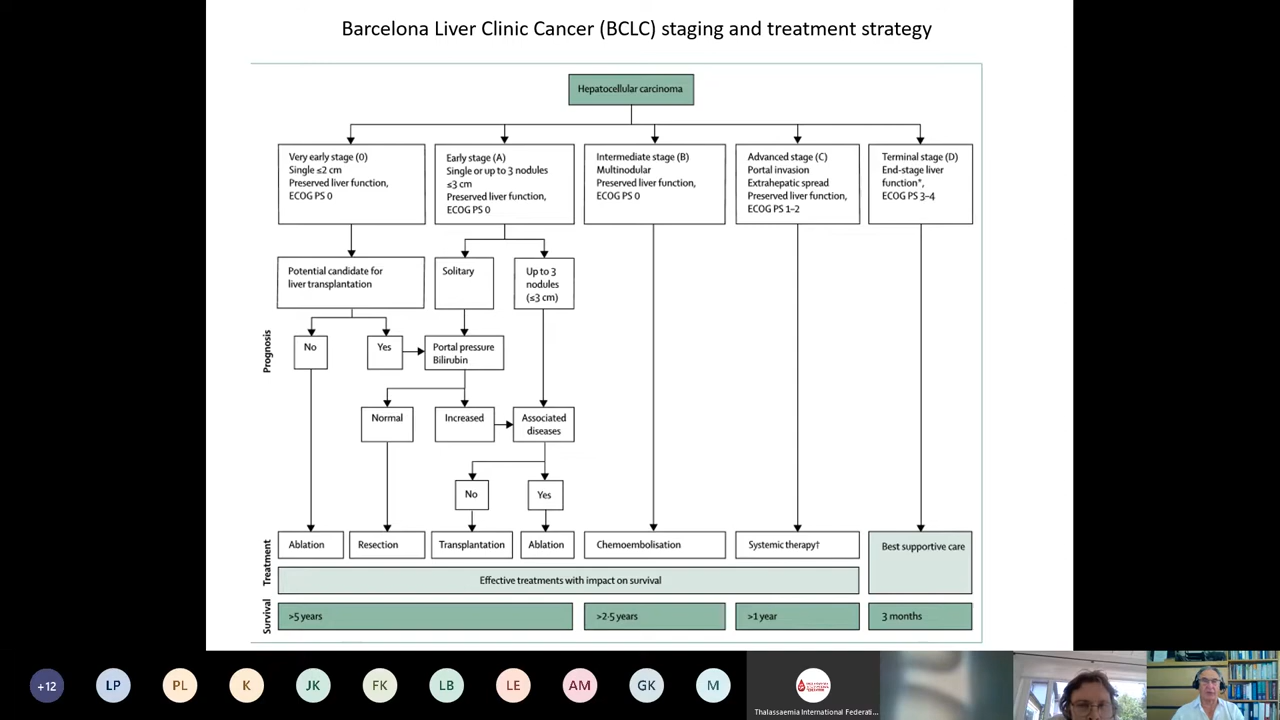 Barcelona Liver Clinic Cancer (BCLC) staging and treatment strategy
Hepatocellular carcinoma
Very early stage (0)
Single ≤2 cm
Preserved liver function,
ECOG PS 0
Early stage (A)
Single or up to 3 nodules
≤3 cm
Preserved liver function,
ECOG PS 0
Intermediate stage (B)
Multinodular
Preserved liver function,
ECOG PS 0
Advanced stage (C)
Portal invasion
Extrahepatic spread
Preserved liver function,
ECOG PS 1–2
Terminal stage (D)
End-stage liver
function*,
ECOG PS 3–4
Potential candidate for
liver transplantation
Solitary
Up to 3
nodules
(≤3 cm)
Prognosis
No
Yes
Portal pressure
Bilirubin
Normal
Increased
Associated
diseases
No
Yes
Treatment
Ablation
Resection
Transplantation
Ablation
Chemoembolisation
Systemic therapy†
Best supportive care
Effective treatments with impact on survival
Survival
>5 years
>2·5 years
>1 year
3 months
+12
LP
PL
K
JK
FK
LB
LE
AM
GK
M
Thalassaemia International Federati...